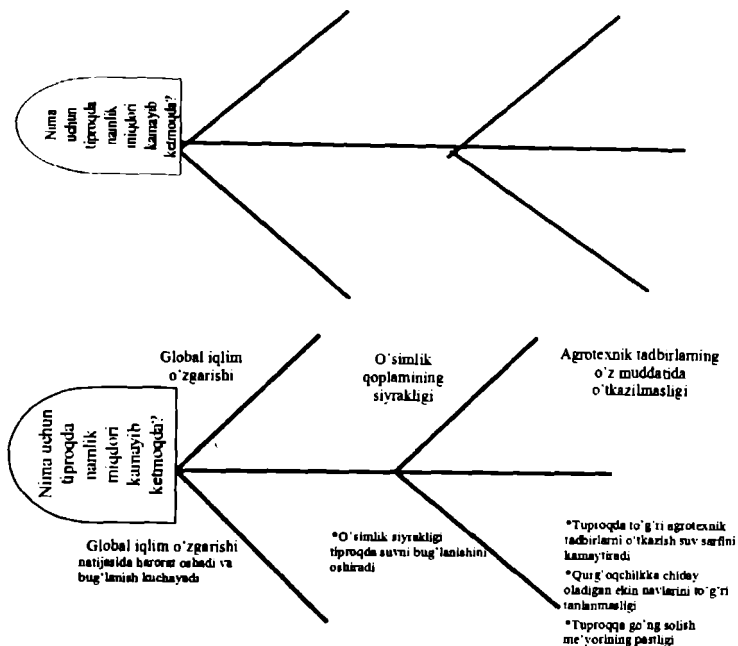 Nima
uchun
tiproqda
namlik
miqdori
kamayib
ketmoqda?
Global iqlim
o'zgarishi
O'simlik
qoplamining
siyrakligi
Agrotexnik tadbirlarning
o'z muddatida
o'tkazilmasligi
Nima uchun
tiproqda
namlik
miqdori
kamayib
ketmoqda?
Global iqlim o'zgarishi
natijasida harorat oshadi va
bug'lanish kuchayadi
*O'simlik siyrakligi
tiproqda suvni bug'lanishini
oshiradi
*Tuproqda to'g'ri agrotexnik
tadbirlarni o'tkazish suv sarfini
kamaytiradi
*Qurg'oqchilikka chiday
oladigan ekin navlarini to'g'ri
tanlanmasligi
*Tuproqqa go'ng solish
me'yorining pastligi